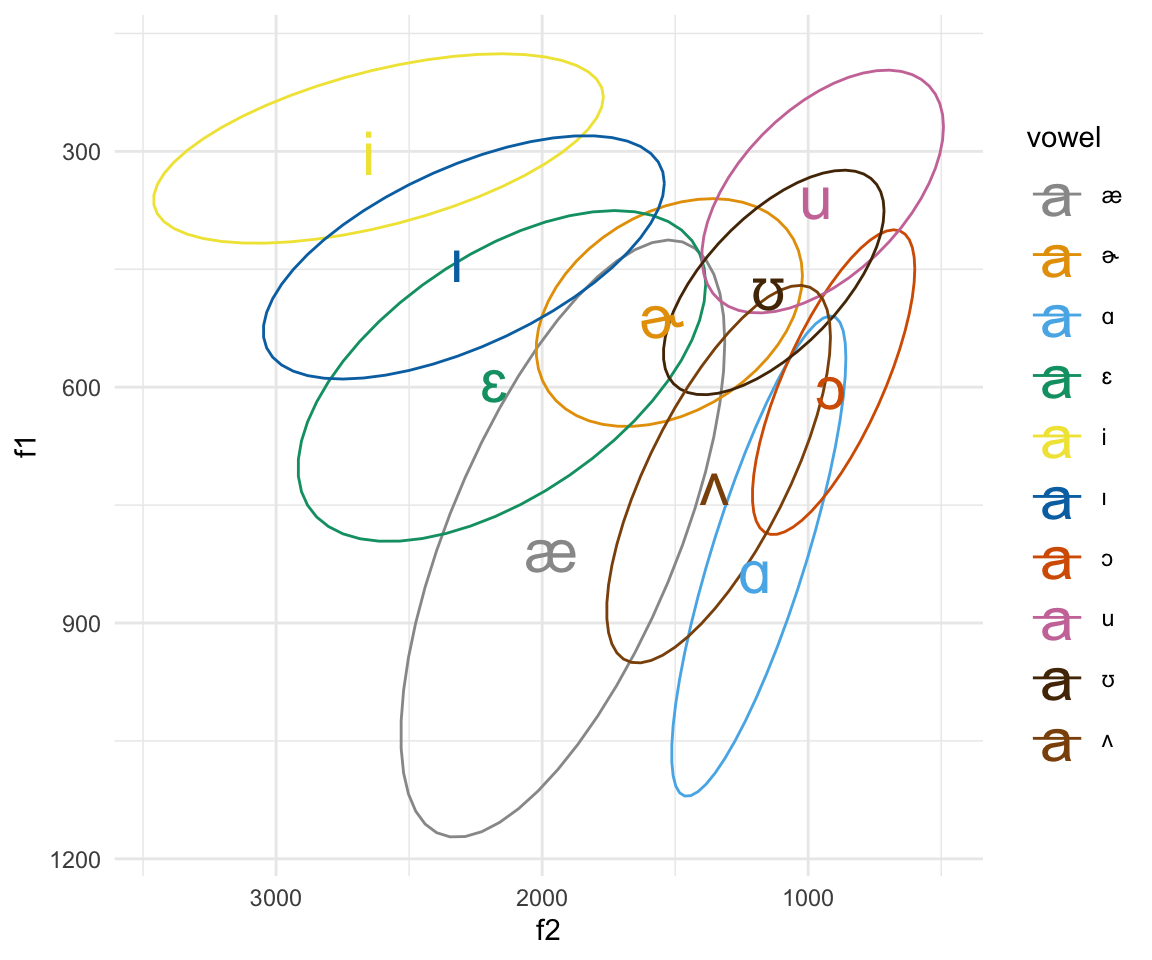 i
u
ɪ
ʊ
ɚ
ɛ
ɔ
ʌ
æ
ɑ
300
600
900
1200
f1
3000 2000 1000
f2
vowel
a æ
a ɚ
a ɑ
a ɛ
a i
a ɪ
a ɔ
a u
a ʊ
a ʌ